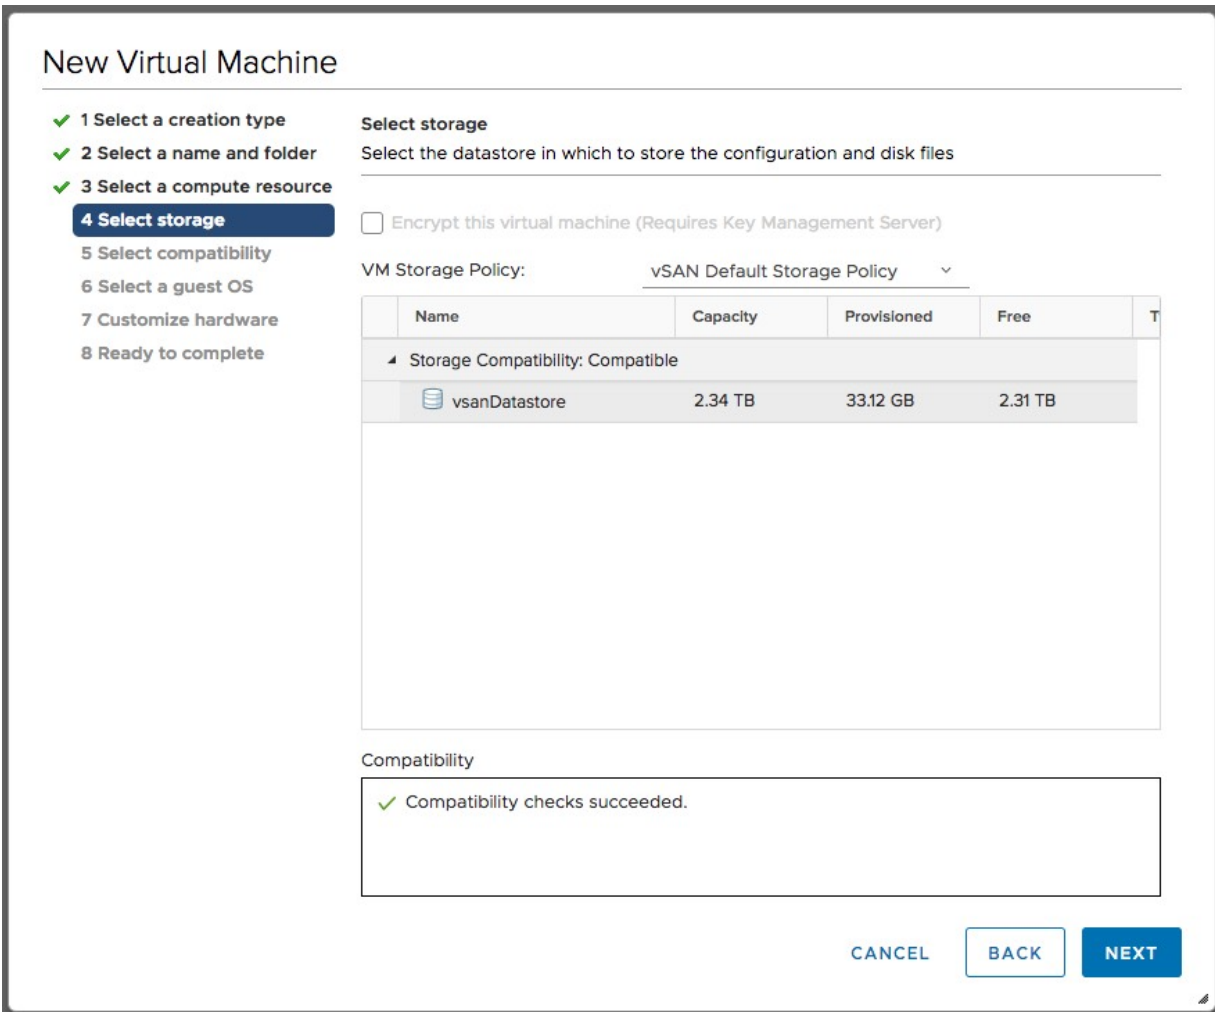 New Virtual Machine
1 Select a creation type
2 Select a name and folder
3 Select a compute resource
4 Select storage
5 Select compatibility
6 Select a guest OS
7 Customize hardware
8 Ready to complete
Select storage
Select the datastore in which to store the configuration and disk files
Encrypt this virtual machine (Requires Key Management Server)
VM Storage Policy: vSAN Default Storage Policy
Name Capacity Provisioned Free
Storage Compatibility: Compatible
vsanDatastore 2.34 TB 33.12 GB 2.31 TB
Compatibility
Compatibility checks succeeded.
CANCEL BACK NEXT